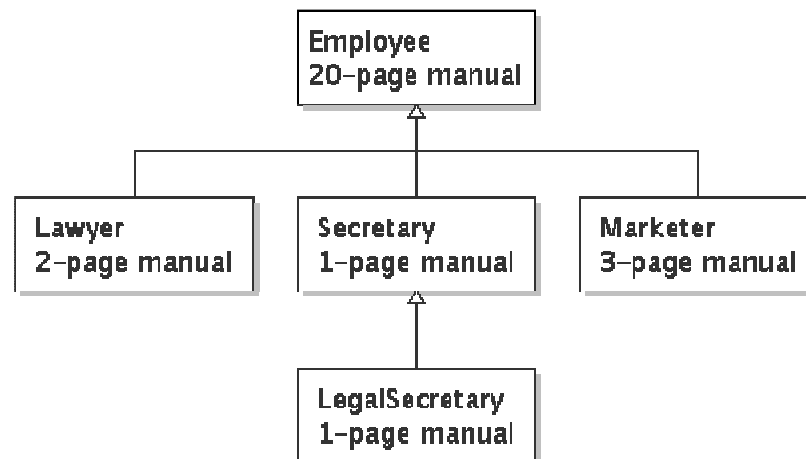 Employee
20-page manual
Lawyer
2-page manual
Secretary
1-page manual
Marketer
3-page manual
LegalSecretary
1-page manual